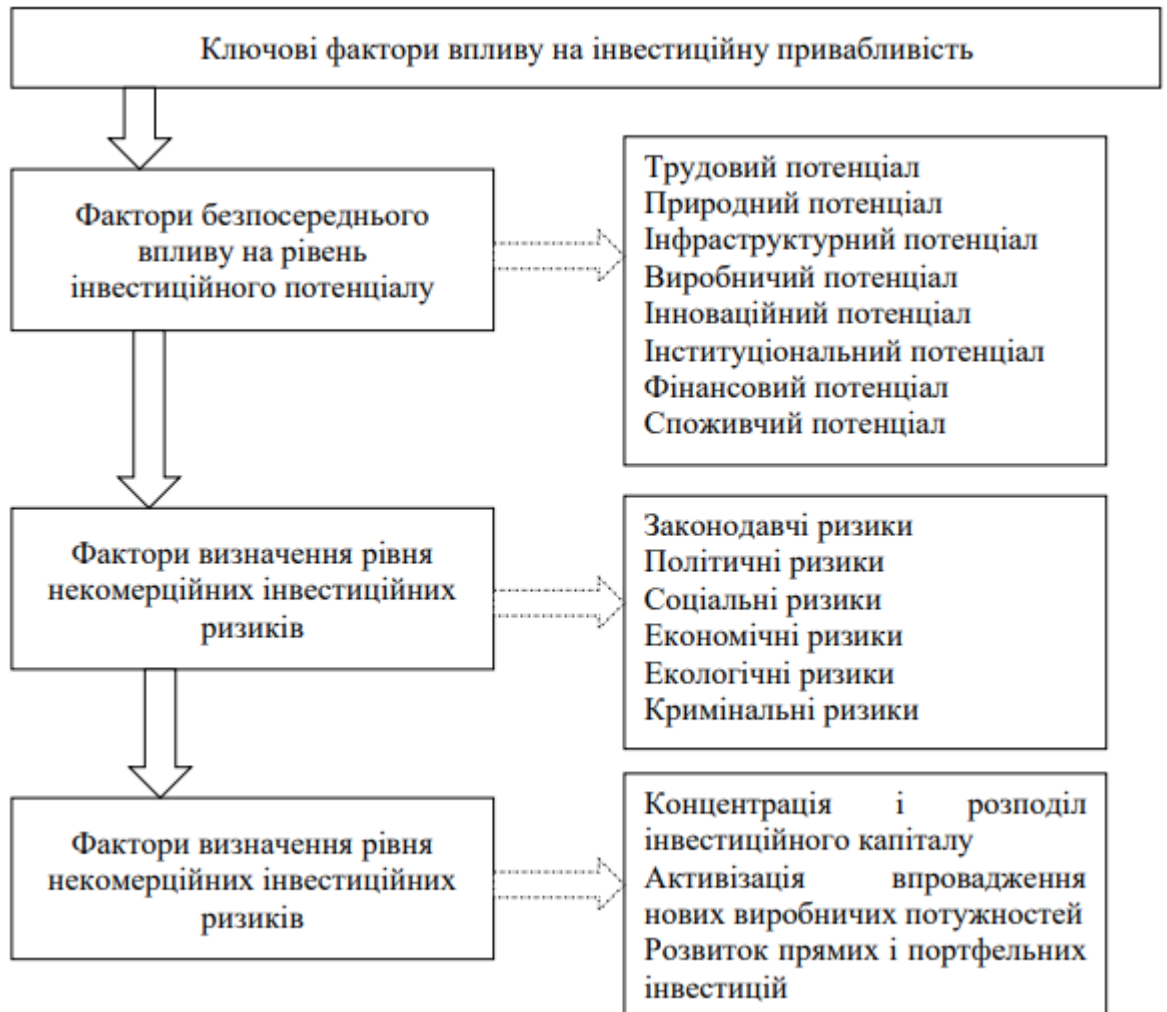 Ключові фактори впливу на інвестиційну привабливість
Фактори безпосереднього
впливу на рівень
інвестиційного потенціалу
Трудовий потенціал
Природний потенціал
Інфраструктурний потенціал
Виробничий потенціал
Інноваційний потенціал
Інституціональний потенціал
Фінансовий потенціал
Споживчий потенціал
Фактори визначення рівня
некомерційних інвестиційних
ризиків
Законодавчі ризики
Політичні ризики
Соціальні ризики
Економічні ризики
Екологічні ризики
Кримінальні ризики
Фактори визначення рівня
некомерційних інвестиційних
ризиків
Концентрація і розподіл
інвестиційного капіталу
Активізація впровадження
нових виробничих потужностей
Розвиток прямих і портфельних
інвестицій